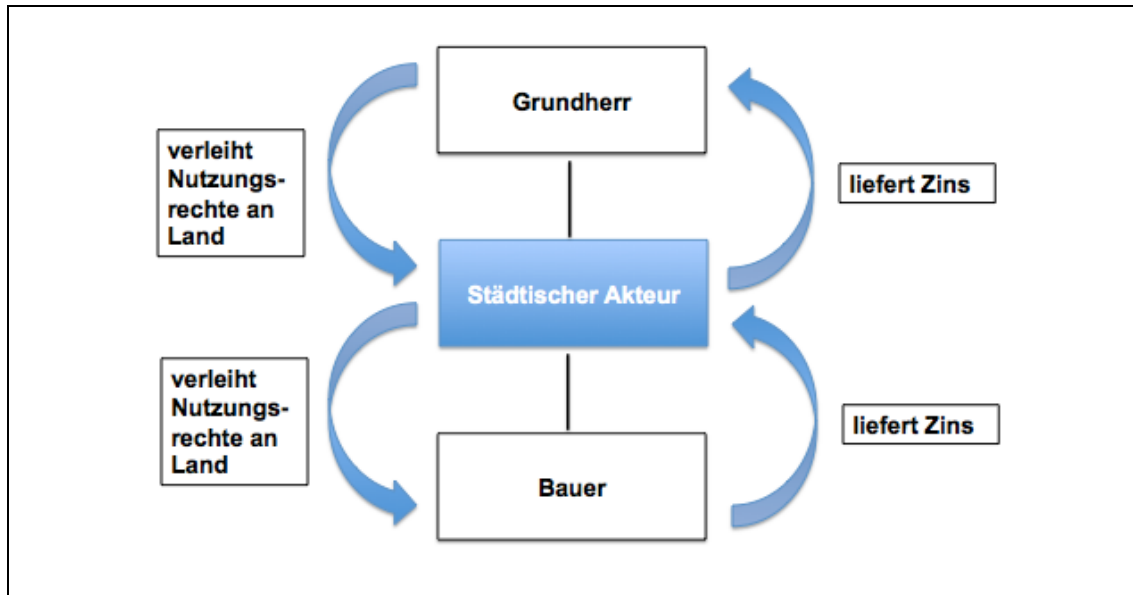 Grundherr
verleiht
Nutzungs-
rechte an
Land
liefert Zins
Städtischer Akteur
verleiht
Nutzungs-
rechte an
Land
liefert Zins
Bauer